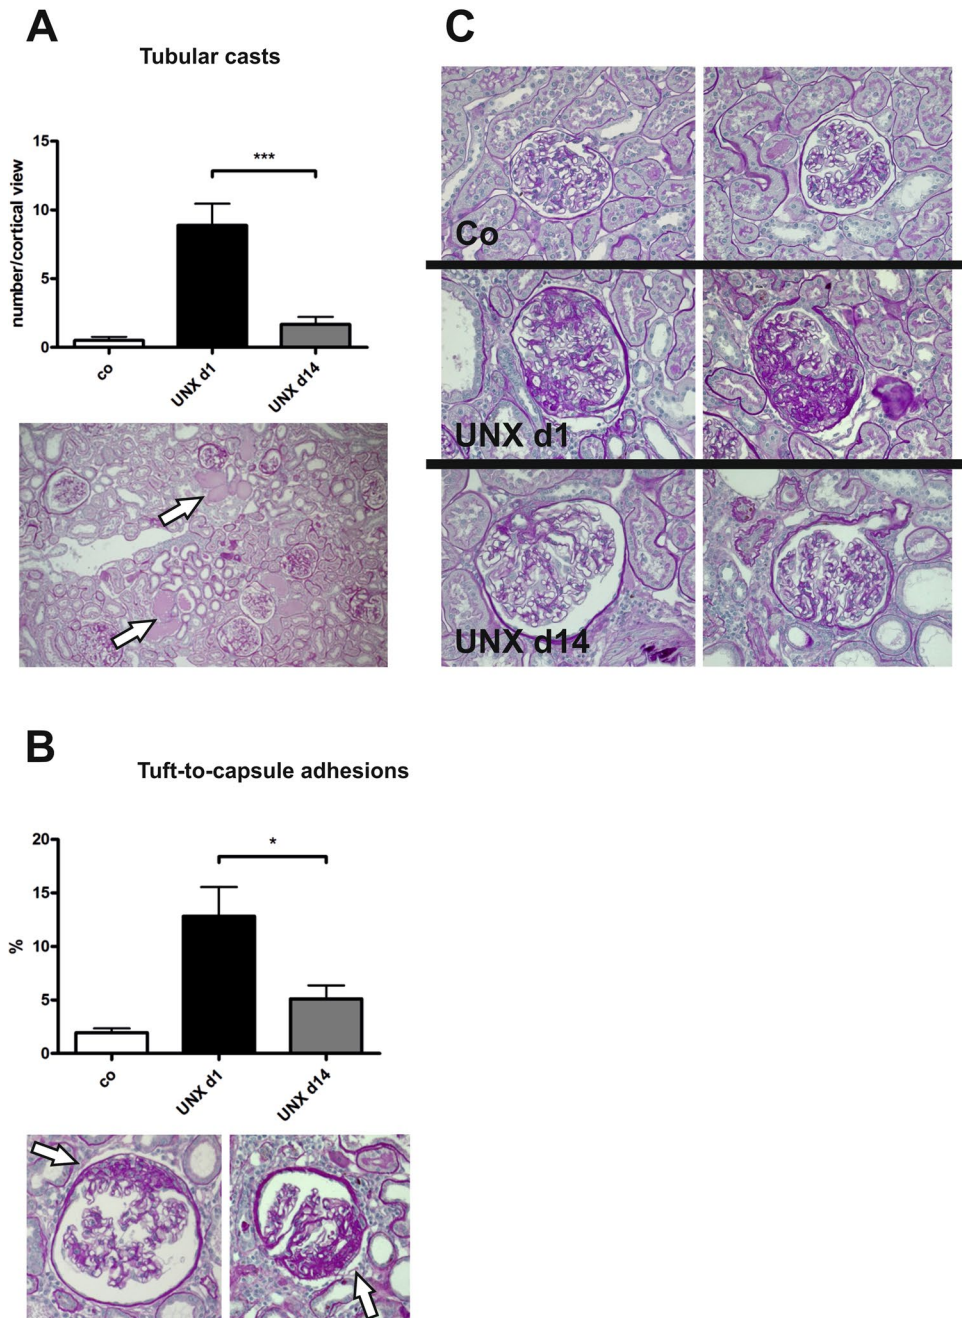 A
Tubular casts
number/cortical view
15
10
5
0
***
co
UNX d1
UNX d14
B
Tuft-to-capsule adhesions
%
20
15
10
5
0
*
co
UNX d1
UNX d14
C
Co
UNX d1
UNX d14